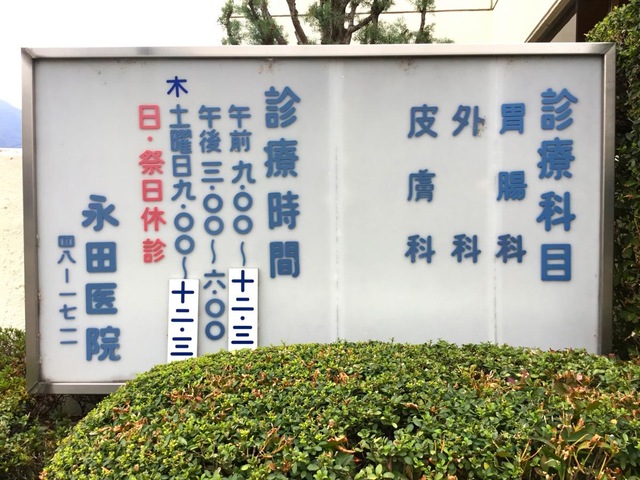 診療科目
胃腸科
外科
皮膚科
診療時間
午前九・〇〇〜十二・三
午後三・〇〇〜六・〇〇
木土曜日九・〇〇〜十二・三
日・祭日休診
永田医院
四八ー一七二一